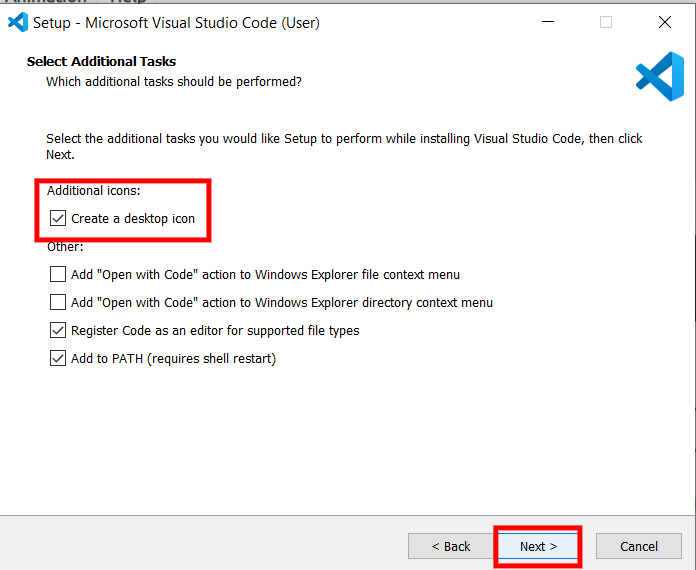 Animation Help
Setup - Microsoft Visual Studio Code (User)
Select Additional Tasks
Which additional tasks should be performed?
Select the additional tasks you would like Setup to perform while installing Visual Studio Code, then click
Next.
Additional icons:
Create a desktop icon
Other:
Add "Open with Code" action to Windows Explorer file context menu
Add "Open with Code" action to Windows Explorer directory context menu
Register Code as an editor for supported file types
Add to PATH (requires shell restart)
< Back Next > Cancel